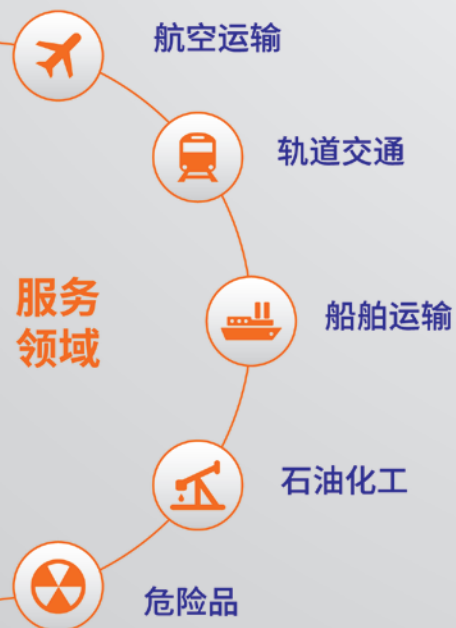 航空运输
轨道交通
服务
领域
船舶运输
石油化工
危险品